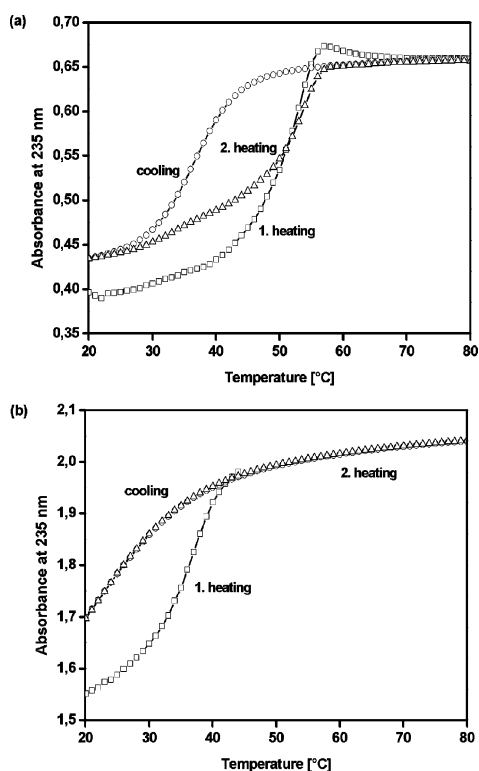 (a)
0,70
0,65
0,60
0,55
0,50
0,45
0,40
0,35
Absorbance at 235 nm
cooling
2. heating
1. heating
20 30 40 50 60 70 80
Temperature [°C]
(b)
2,1
2,0
1,9
1,8
1,7
1,6
1,5
Absorbance at 235 nm
cooling
2. heating
1. heating
20 30 40 50 60 70 80
Temperature [°C]